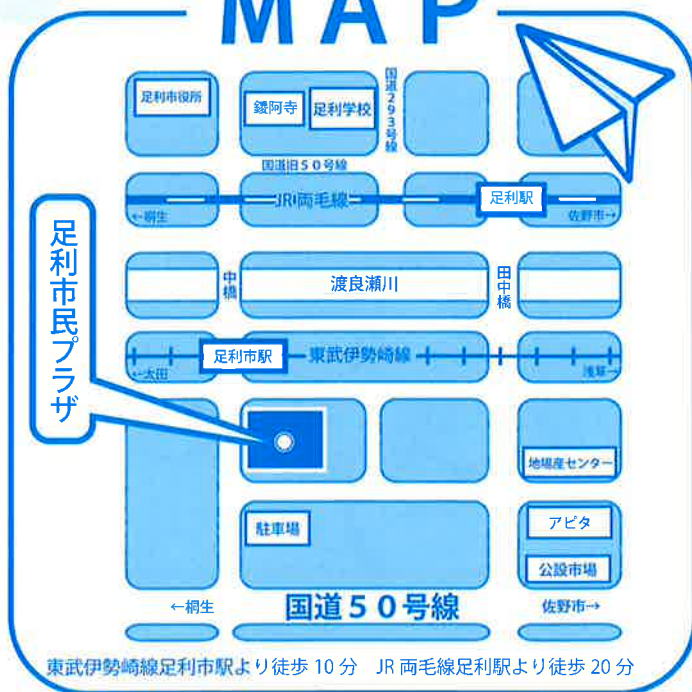 MAP
足利市役所
鑁阿寺
足利学校
国道293号線
国道旧50号線
JR両毛線
足利駅
←桐生
佐野市→
中橋
渡良瀬川
田中橋
足利市民プラザ
足利市駅
東武伊勢崎線
←太田
浅草→
地場産センター
駐車場
アピタ
公設市場
←桐生
国道50号線
佐野市→
東武伊勢崎線足利市駅より徒歩10分 JR両毛線足利駅より徒歩20分